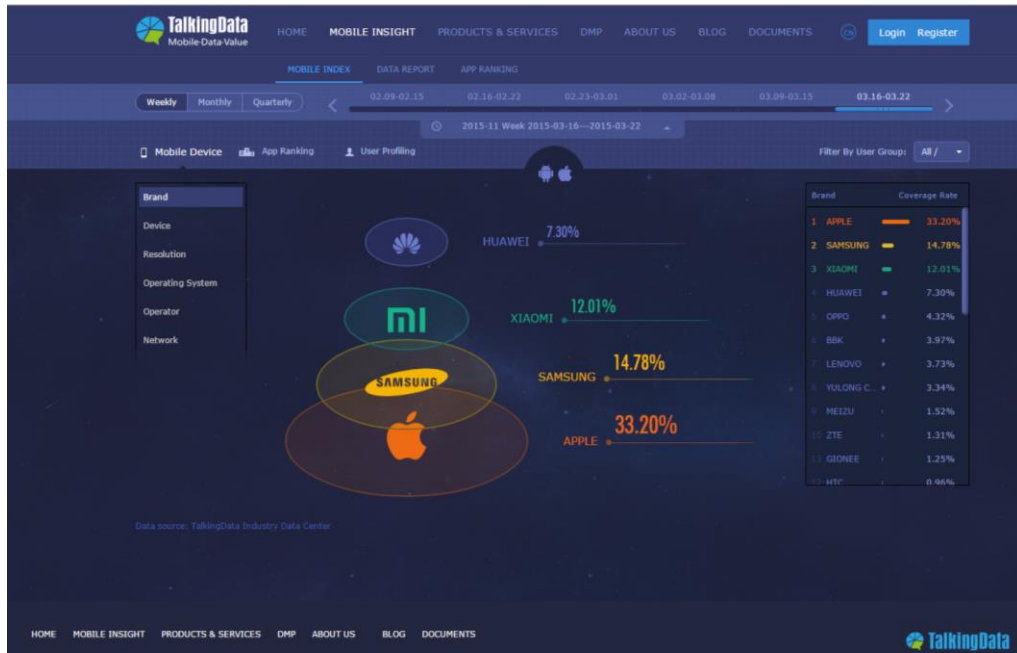 TalkingData
Mobile·Data·Value
HOME MOBILE INSIGHT PRODUCTS & SERVICES DMP ABOUT US BLOG DOCUMENTS CN Login Register
MOBILE INDEX DATA REPORT APP RANKING
Weekly Monthly Quarterly 02.09-02.15 02.16-02.22 02.23-03.01 03.02-03.08 03.09-03.15 03.16-03.22
2015-11 Week 2015-03-16---2015-03-22
Mobile Device App Ranking User Profiling Filter By User Group: All /
Brand
Device
Resolution
Operating System
Operator
Network
HUAWEI 7.30%
XIAOMI 12.01%
SAMSUNG
SAMSUNG 14.78%
APPLE 33.20%
Brand Coverage Rate
1 APPLE 33.20%
2 SAMSUNG 14.78%
3 XIAOMI 12.01%
4 HUAWEI 7.30%
5 OPPO 4.32%
6 BBK 3.97%
7 LENOVO 3.73%
8 YULONG C... 3.34%
9 MEIZU 1.52%
10 ZTE 1.31%
11 GIONEE 1.25%
12 HTC 0.96%
Data source: TalkingData Industry Data Center
HOME MOBILE INSIGHT PRODUCTS & SERVICES DMP ABOUT US BLOG DOCUMENTS
TalkingData